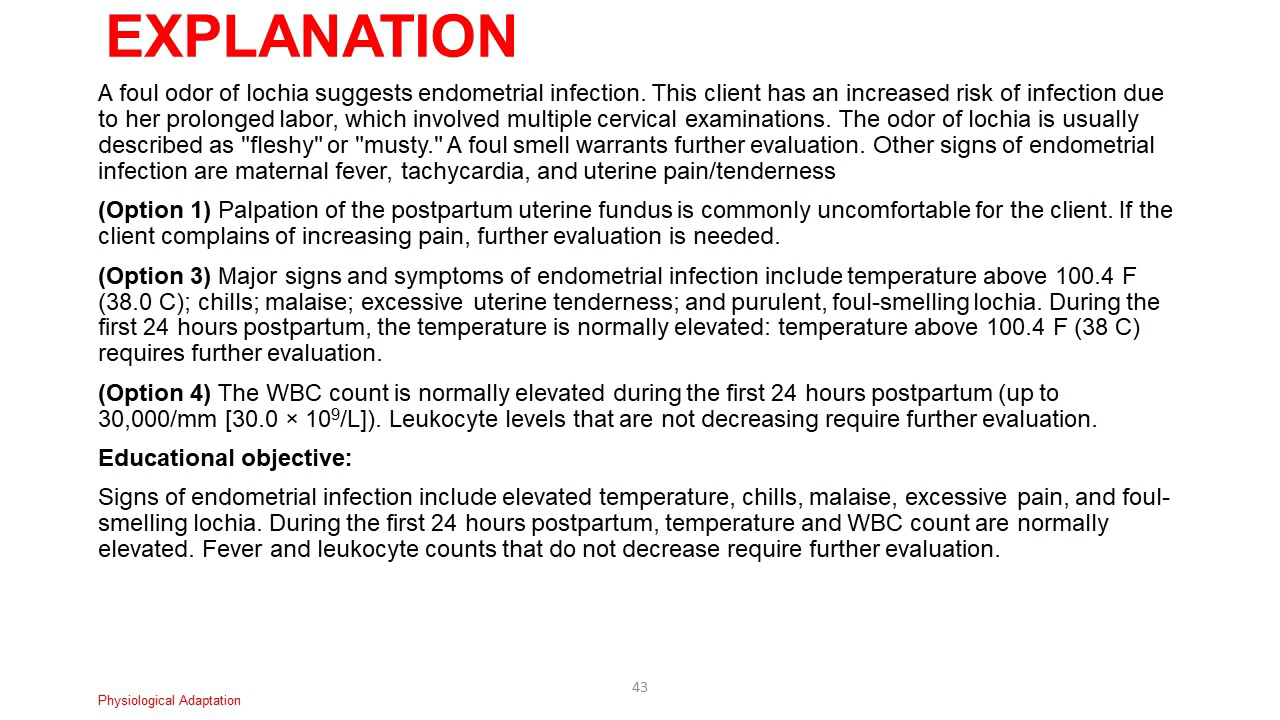 EXPLANATION
A foul odor of lochia suggests endometrial infection. This client has an increased risk of infection due
to her prolonged labor, which involved multiple cervical examinations. The odor of lochia is usually
described as "fleshy" or "musty." A foul smell warrants further evaluation. Other signs of endometrial
infection are maternal fever, tachycardia, and uterine pain/tenderness
(Option 1) Palpation of the postpartum uterine fundus is commonly uncomfortable for the client. If the
client complains of increasing pain, further evaluation is needed.
(Option 3) Major signs and symptoms of endometrial infection include temperature above 100.4 F
(38.0 C); chills; malaise; excessive uterine tenderness; and purulent, foul-smelling lochia. During the
first 24 hours postpartum, the temperature is normally elevated: temperature above 100.4 F (38 C)
requires further evaluation.
(Option 4) The WBC count is normally elevated during the first 24 hours postpartum (up to
30,000/mm [30.0 × 10⁹/L]). Leukocyte levels that are not decreasing require further evaluation.
Educational objective:
Signs of endometrial infection include elevated temperature, chills, malaise, excessive pain, and foul-
smelling lochia. During the first 24 hours postpartum, temperature and WBC count are normally
elevated. Fever and leukocyte counts that do not decrease require further evaluation.
43
Physiological Adaptation